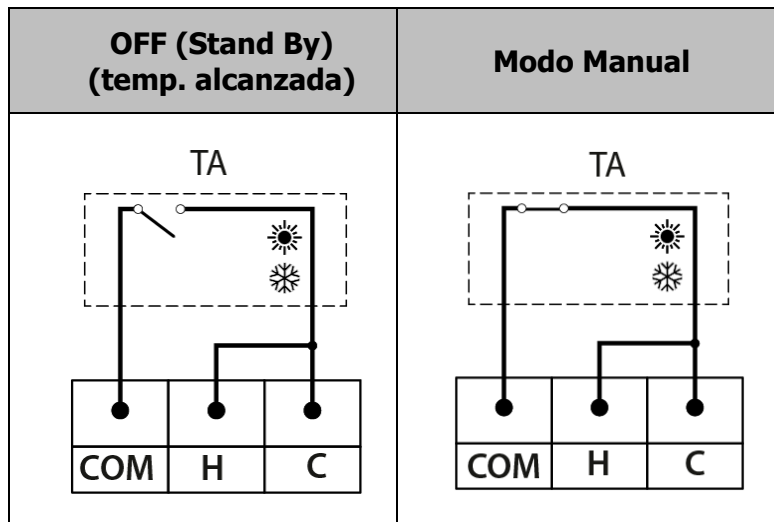 OFF (Stand By)
(temp. alcanzada)
Modo Manual
TA
COM H C
TA
COM H C